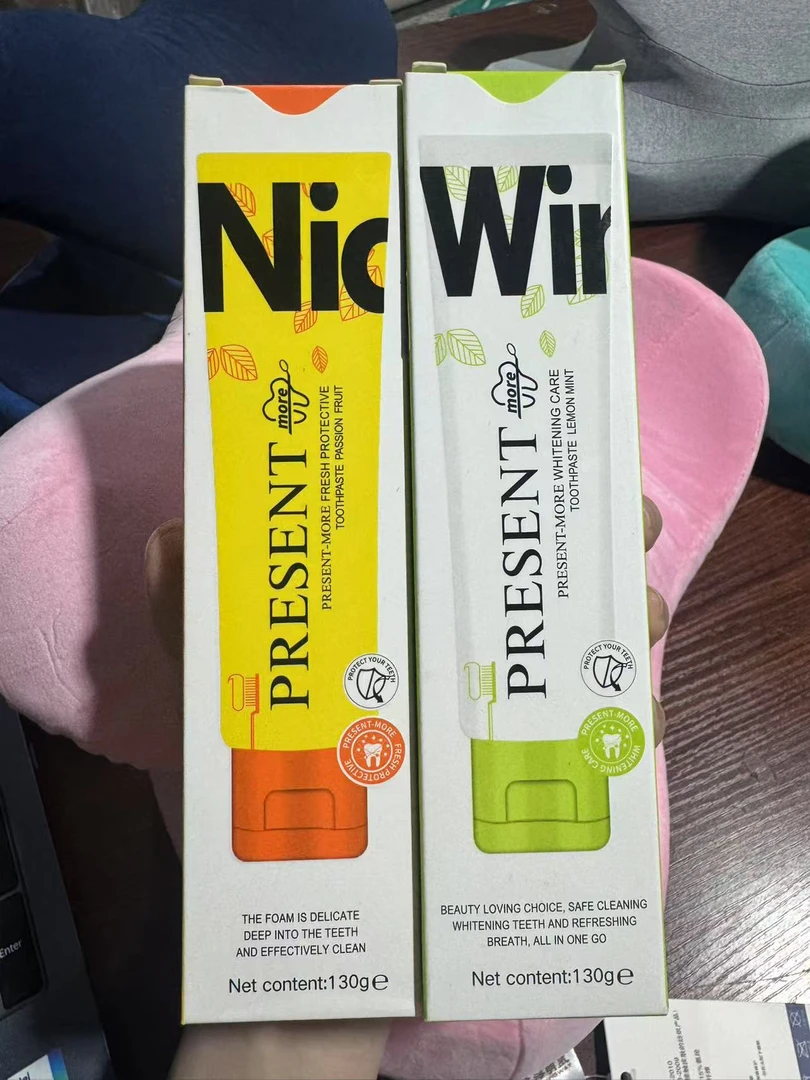 Nic
more
PRESENT
PRESENT-MORE FRESH PROTECTIVE
TOOTHPASTE PASSION FRUIT
PROTECT YOUR TEETH
PRESENT-MORE
FRESH PROTECTIVE
THE FOAM IS DELICATE
DEEP INTO THE TEETH
AND EFFECTIVELY CLEAN
Net content:130g℮
Win
more
PRESENT
PRESENT-MORE WHITENING CARE
TOOTHPASTE LEMON MINT
PROTECT YOUR TEETH
PRESENT-MORE
WHITENING CARE
BEAUTY LOVING CHOICE, SAFE CLEANING
WHITENING TEETH AND REFRESHING
BREATH, ALL IN ONE GO
Net content:130g℮
Enter